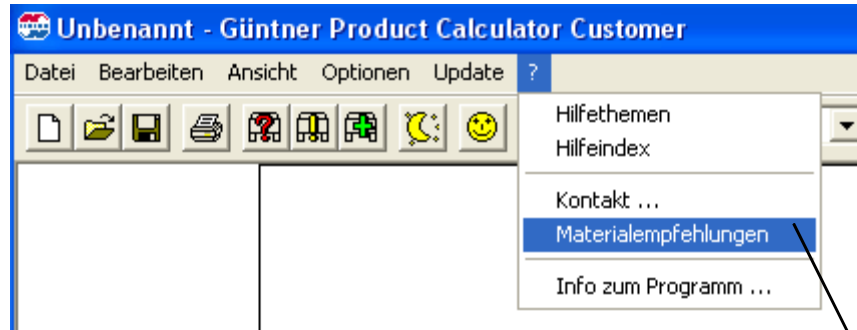 Unbenannt - Güntner Product Calculator Customer
Datei Bearbeiten Ansicht Optionen Update ?
Hilfethemen
Hilfeindex
Kontakt ...
Materialempfehlungen
Info zum Programm ...